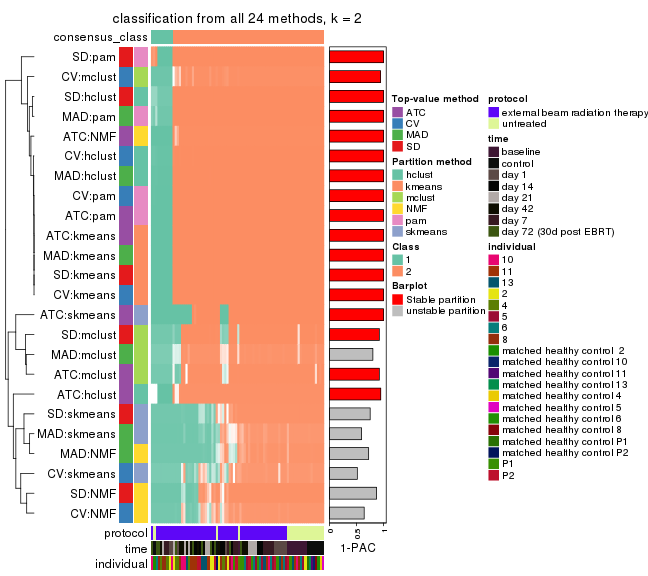 classification from all 24 methods, k = 2
consensus_class
SD:pam
CV:mclust
SD:hclust
MAD:pam
ATC:NMF
CV:hclust
MAD:hclust
CV:pam
ATC:pam
ATC:kmeans
MAD:kmeans
SD:kmeans
CV:kmeans
ATC:skmeans
SD:mclust
MAD:mclust
ATC:mclust
ATC:hclust
SD:skmeans
MAD:skmeans
MAD:NMF
CV:skmeans
SD:NMF
CV:NMF
protocol
time
individual
0
0.5
1
1-PAC
Top-value method
ATC
CV
MAD
SD
Partition method
hclust
kmeans
mclust
NMF
pam
skmeans
Class
1
2
Barplot
Stable partition
unstable partition
protocol
external beam radiation therapy
untreated
time
baseline
control
day 1
day 14
day 21
day 42
day 7
day 72 (30d post EBRT)
individual
10
11
13
2
4
5
6
8
matched healthy control 2
matched healthy control 10
matched healthy control 11
matched healthy control 13
matched healthy control 4
matched healthy control 5
matched healthy control 6
matched healthy control 8
matched healthy control P1
matched healthy control P2
P1
P2